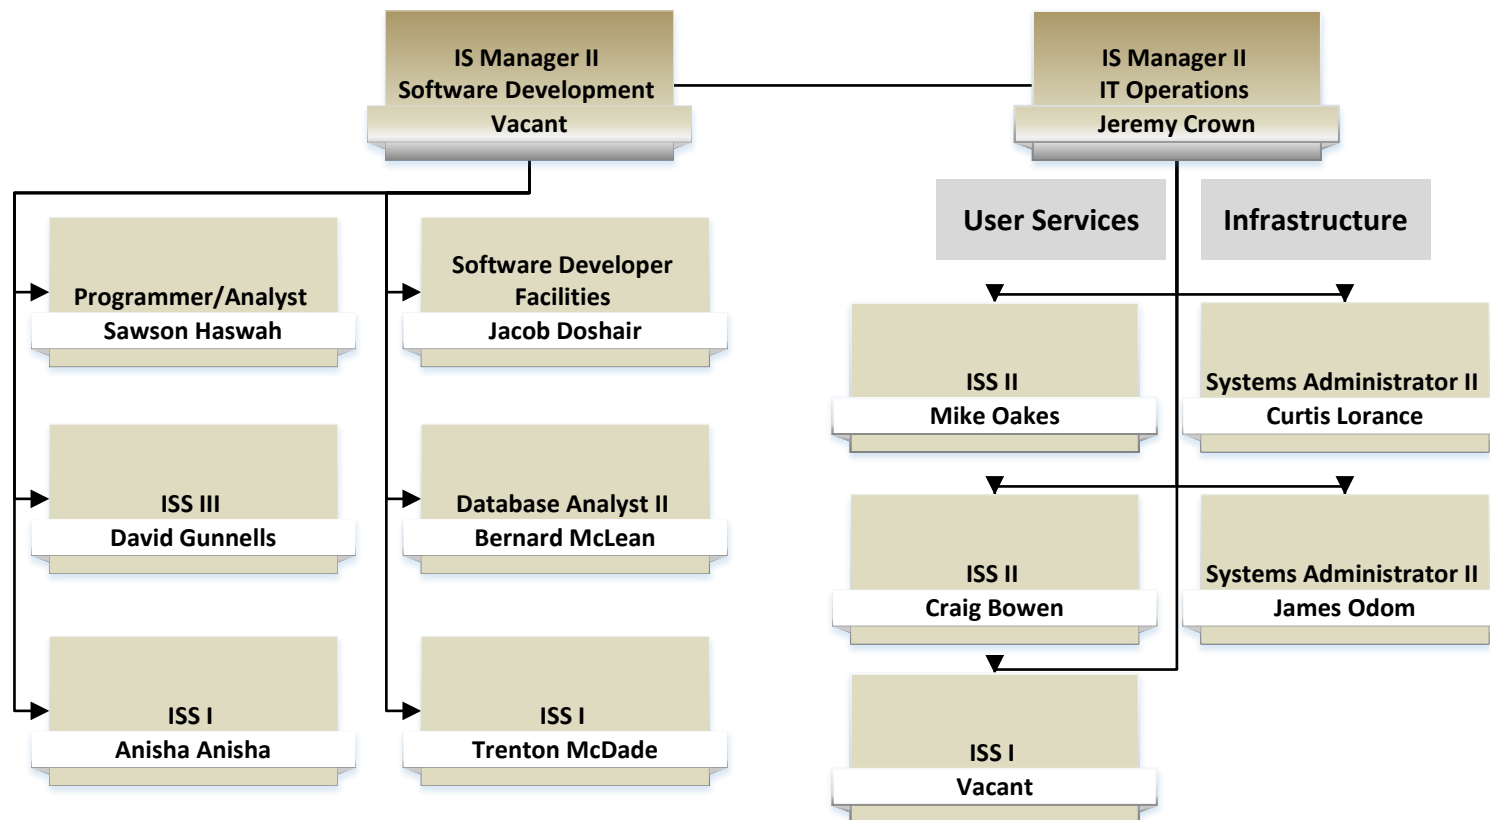 IS Manager II
Software Development
Vacant
IS Manager II
IT Operations
Jeremy Crown
User Services
Infrastructure
Programmer/Analyst
Sawson Haswah
Software Developer
Facilities
Jacob Doshair
ISS II
Mike Oakes
Systems Administrator II
Curtis Lorance
ISS III
David Gunnells
Database Analyst II
Bernard McLean
ISS II
Craig Bowen
Systems Administrator II
James Odom
ISS I
Anisha Anisha
ISS I
Trenton McDade
ISS I
Vacant